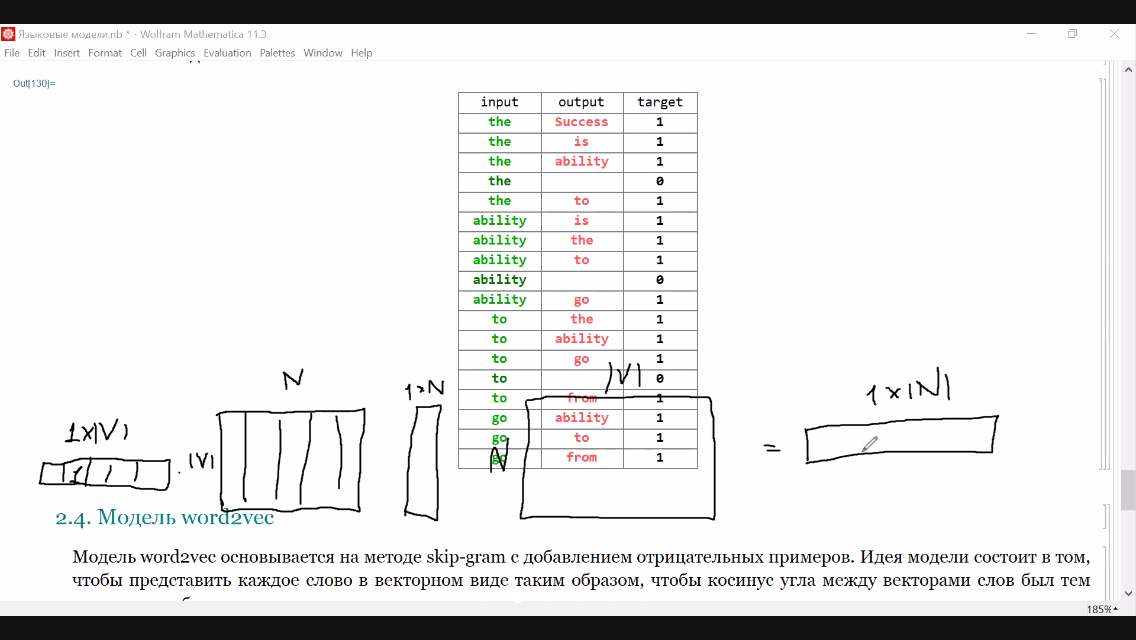 Языковые модели.nb * - Wolfram Mathematica 11.3
File Edit Insert Format Cell Graphics Evaluation Palettes Window Help
Out[130]=
input output target
the Success 1
the is 1
the ability 1
the 0
the to 1
ability is 1
ability the 1
ability to 1
ability 0
ability go 1
to the 1
to ability 1
to go 1
to 0
to from 1
go ability 1
go to 1
go from 1
N
1×N
|V|
1×|N|
1×|V|
1
· |V|
N
=
2.4. Модель word2vec
Модель word2vec основывается на методе skip-gram с добавлением отрицательных примеров. Идея модели состоит в том,
чтобы представить каждое слово в векторном виде таким образом, чтобы косинус угла между векторами слов был тем
185%